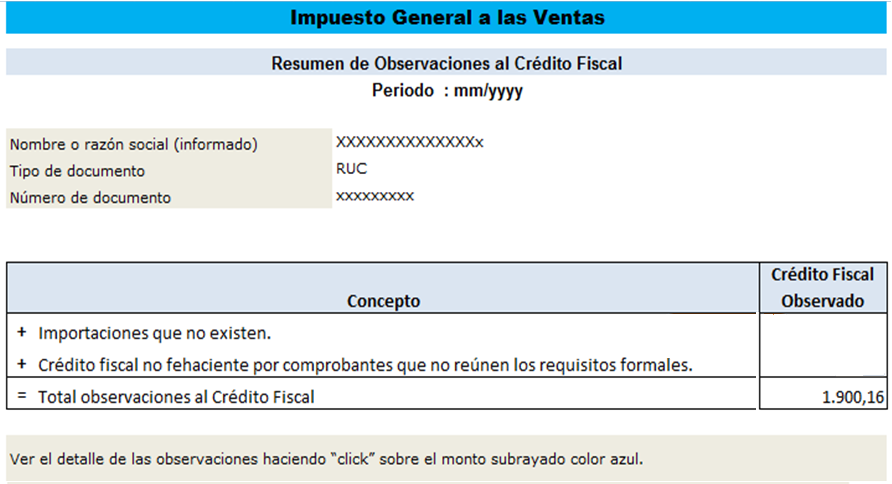 Impuesto General a las Ventas
Resumen de Observaciones al Crédito Fiscal
Periodo : mm/yyyy
Nombre o razón social (informado) XXXXXXXXXXXXXXx
Tipo de documento RUC
Número de documento xxxxxxxxx
Concepto Crédito Fiscal Observado
+ Importaciones que no existen.
+ Crédito fiscal no fehaciente por comprobantes que no reúnen los requisitos formales.
= Total observaciones al Crédito Fiscal 1.900,16
Ver el detalle de las observaciones haciendo “click” sobre el monto subrayado color azul.